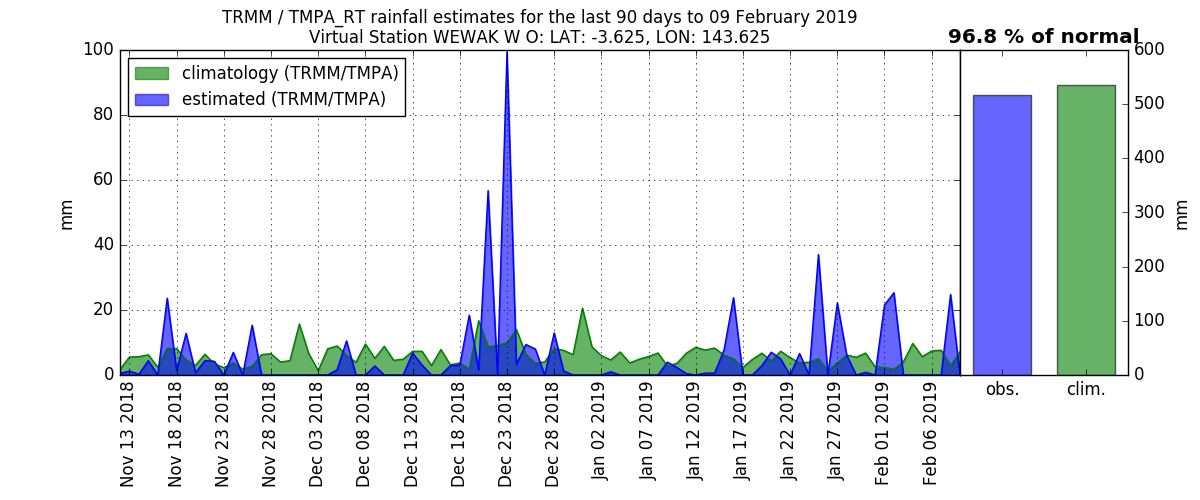 TRMM / TMPA_RT rainfall estimates for the last 90 days to 09 February 2019
Virtual Station WEWAK W O: LAT: -3.625, LON: 143.625
96.8 % of normal
climatology (TRMM/TMPA)
estimated (TRMM/TMPA)
100
80
60
40
20
0
mm
600
500
400
300
200
100
0
mm
Nov 13 2018
Nov 18 2018
Nov 23 2018
Nov 28 2018
Dec 03 2018
Dec 08 2018
Dec 13 2018
Dec 18 2018
Dec 23 2018
Dec 28 2018
Jan 02 2019
Jan 07 2019
Jan 12 2019
Jan 17 2019
Jan 22 2019
Jan 27 2019
Feb 01 2019
Feb 06 2019
obs.
clim.